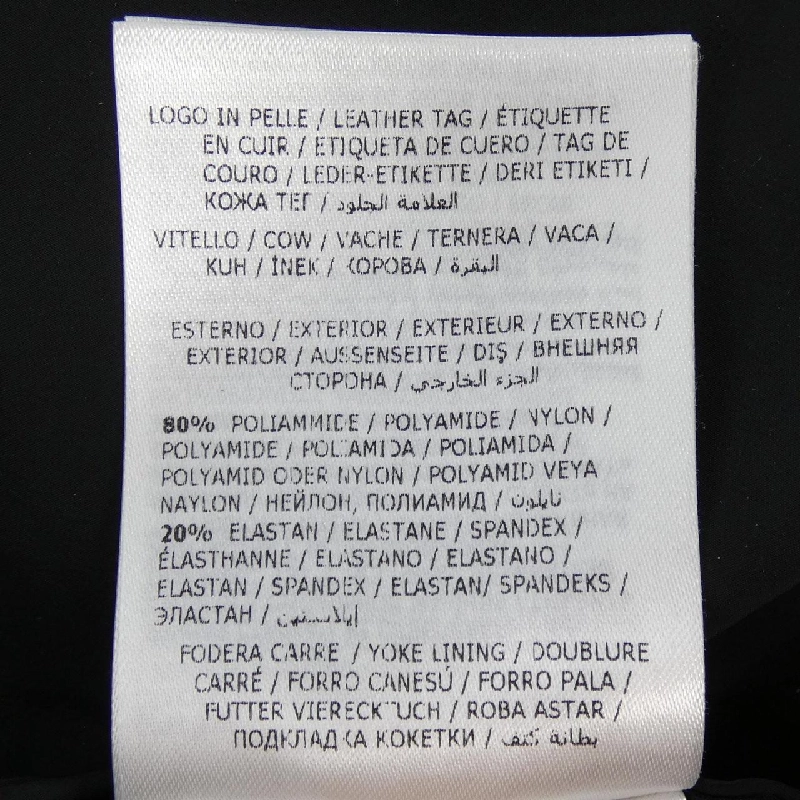 LOGO IN PELLE / LEATHER TAG / ÉTIQUETTE
EN CUIR / ETIQUETA DE CUERO / TAG DE
COURO / LEDER-ETIKETTE / DERI ETIKETI /
КОЖА ТЕГ / العلامة الجلود
VITELLO / COW / VACHE / TERNERA / VACA /
KUH / İNEK / КОРОВА / البقرة
ESTERNO / EXTERIOR / EXTERIEUR / EXTERNO /
EXTERIOR / AUSSENSEITE / DIŞ / ВНЕШНЯЯ
СТОРОНА / الجزء الخارجي
80% POLIAMMIDE / POLYAMIDE / NYLON /
POLYAMIDE / POLIAMIDA / POLIAMIDA /
POLYAMID ODER NYLON / POLYAMID VEYA
NAYLON / НЕЙЛОН, ПОЛИАМИД / نايلون
20% ELASTAN / ELASTANE / SPANDEX /
ÉLASTHANNE / ELASTANO / ELASTANO /
ELASTAN / SPANDEX / ELASTAN/ SPANDEKS /
ЭЛАСТАН / إيلاستين
FODERA CARRE / YOKE LINING / DOUBLURE
CARRÉ / FORRO CANESÚ / FORRO PALA /
FUTTER VIERECKTUCH / ROBA ASTAR /
ПОДКЛАДКА КОКЕТКИ / بطانة كتف